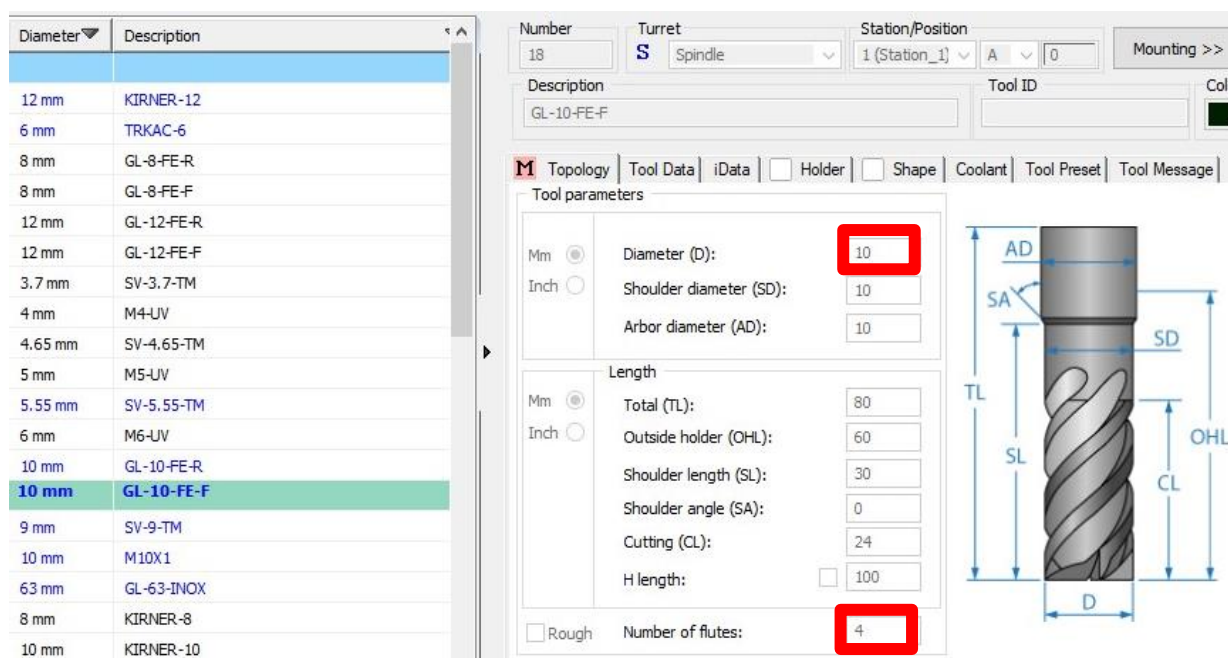 Diameter Description
12 mm KIRNER-12
6 mm TRKAC-6
8 mm GL-8-FE-R
8 mm GL-8-FE-F
12 mm GL-12-FE-R
12 mm GL-12-FE-F
3.7 mm SV-3.7-TM
4 mm M4-UV
4.65 mm SV-4.65-TM
5 mm M5-UV
5.55 mm SV-5.55-TM
6 mm M6-UV
10 mm GL-10-FE-R
10 mm GL-10-FE-F
9 mm SV-9-TM
10 mm M10X1
63 mm GL-63-INOX
8 mm KIRNER-8
10 mm KIRNER-10
Number Turret Station/Position
18 S Spindle 1 (Station_1) A 0 Mounting >>
Description Tool ID Col
GL-10-FE-F
M Topology Tool Data iData Holder Shape Coolant Tool Preset Tool Message
Tool parameters
Mm Diameter (D): 10
Inch Shoulder diameter (SD): 10
Arbor diameter (AD): 10
Length
Mm Total (TL): 80
Inch Outside holder (OHL): 60
Shoulder length (SL): 30
Shoulder angle (SA): 0
Cutting (CL): 24
H length: 100
Rough Number of flutes: 4
AD
SA
SD
TL
OHL
SL
CL
D